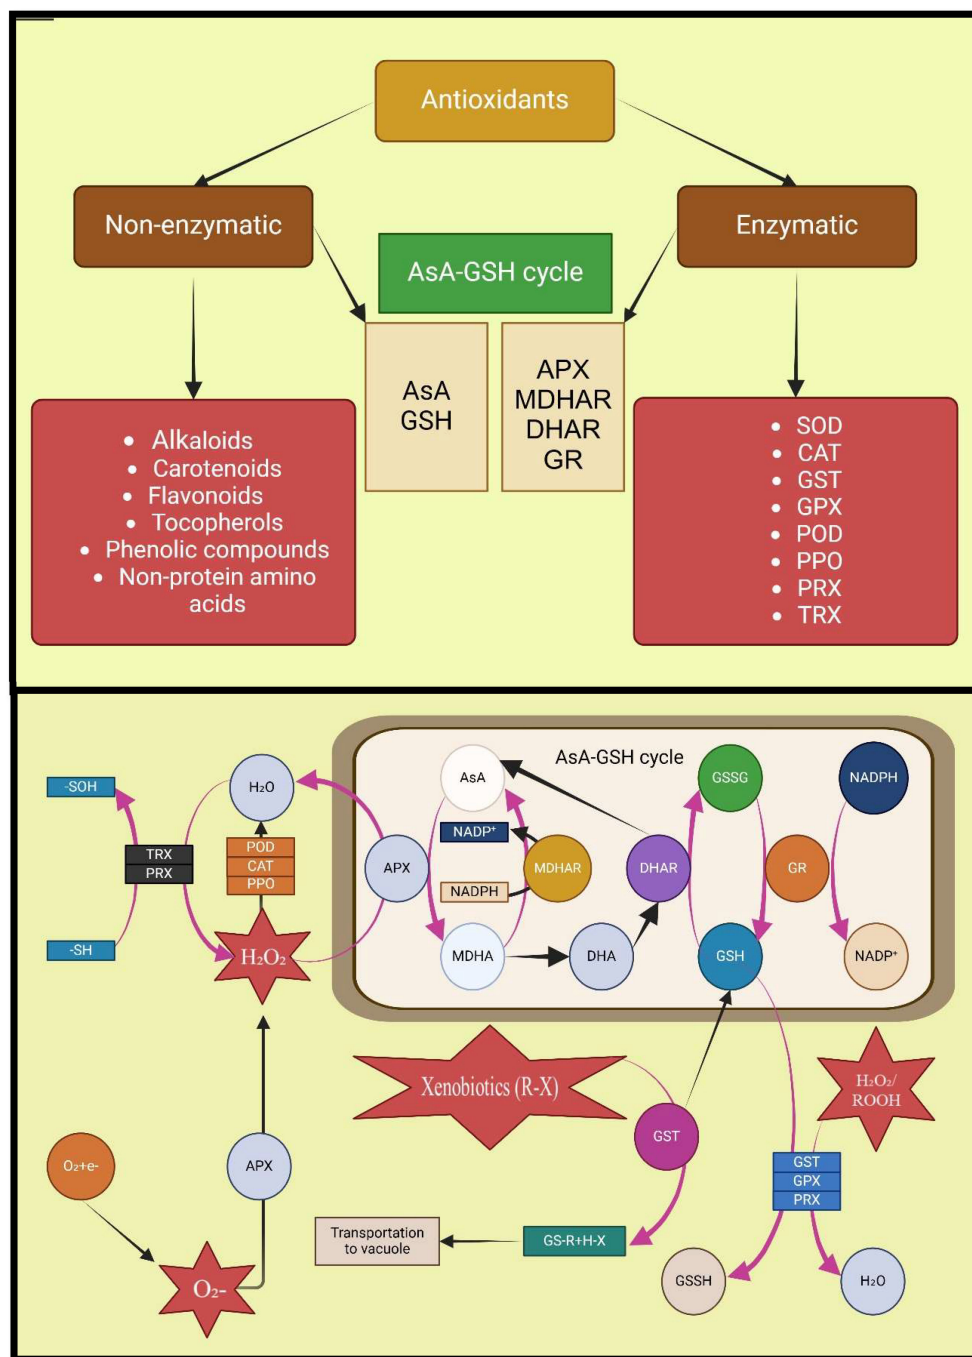 Antioxidants
Non-enzymatic
Enzymatic
AsA-GSH cycle
AsA
GSH
APX
MDHAR
DHAR
GR
• Alkaloids
• Carotenoids
• Flavonoids
• Tocopherols
• Phenolic compounds
• Non-protein amino
acids
• SOD
• CAT
• GST
• GPX
• POD
• PPO
• PRX
• TRX
AsA-GSH cycle
-SOH
H₂O
AsA
GSSG
NADPH
NADP⁺
TRX
PRX
POD
CAT
PPO
APX
MDHAR
DHAR
GR
NADPH
-SH
H₂O₂
MDHA
DHA
GSH
NADP⁺
Xenobiotics (R-X)
H₂O₂/
ROOH
GST
O₂+e-
APX
GST
GPX
PRX
Transportation
to vacuole
GS-R+H-X
O₂-
GSSH
H₂O